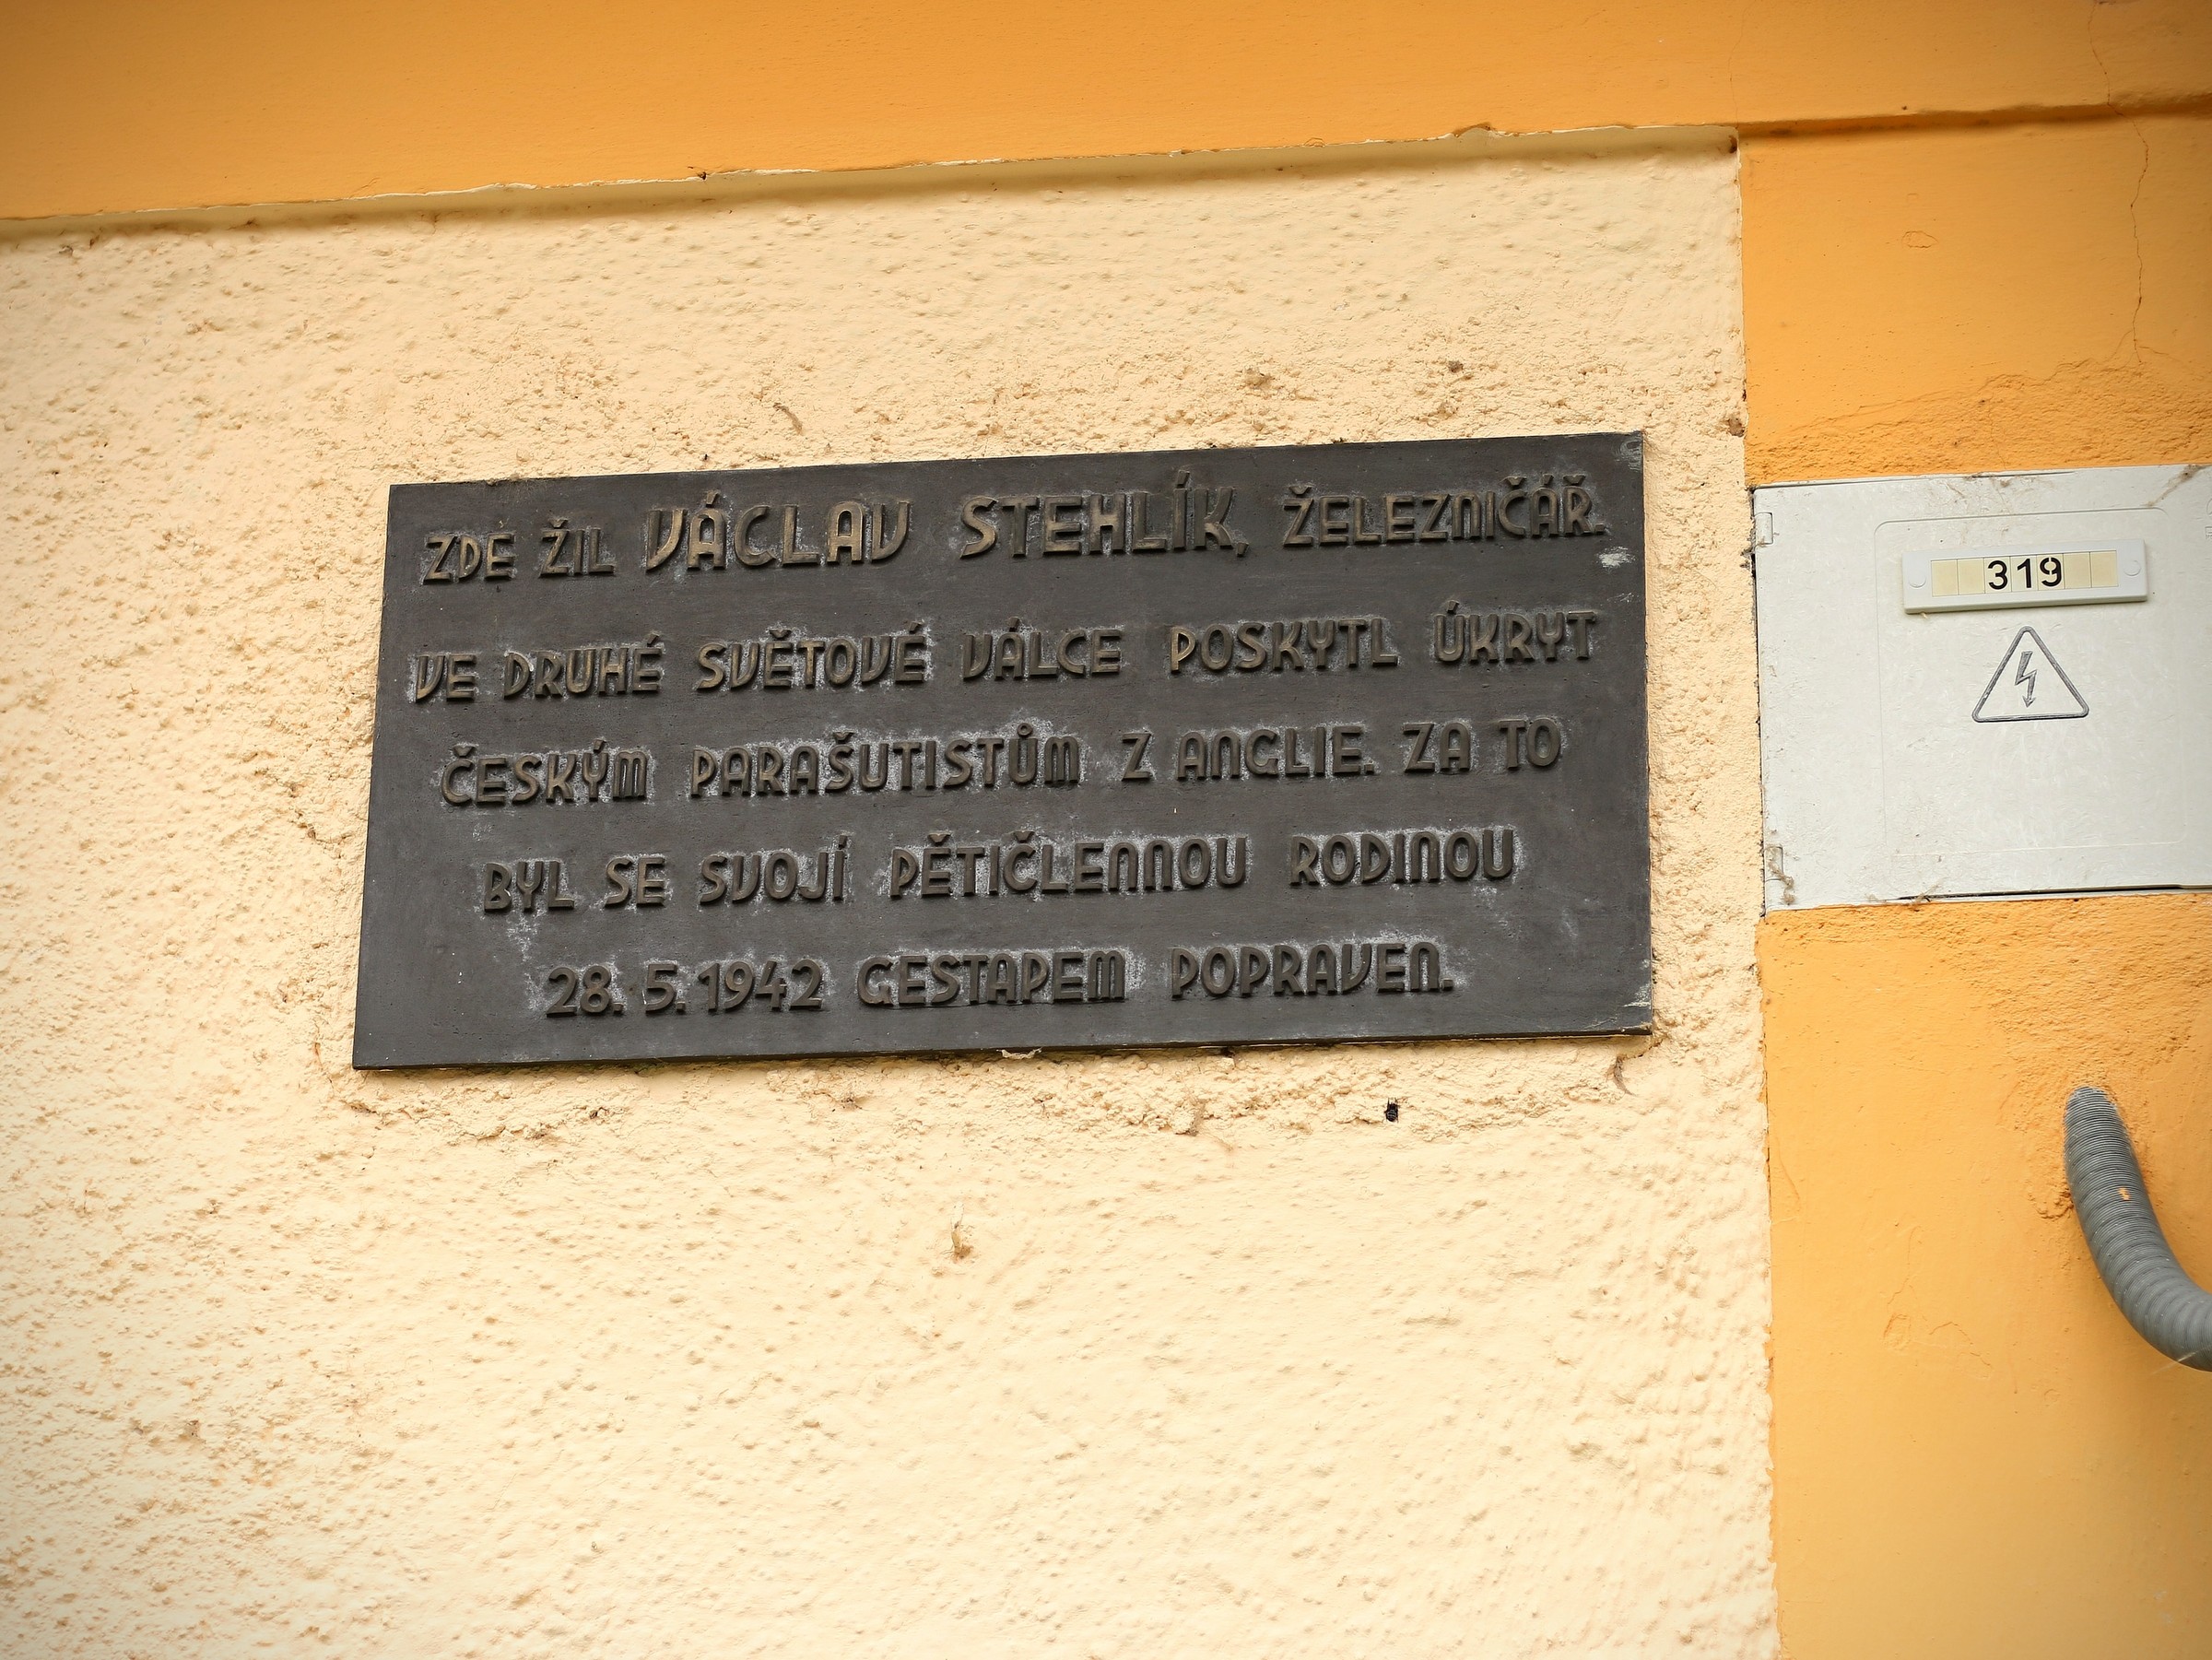 ZDE ŽIL VÁCLAV STEHLÍK, ŽELEZNIČÁŘ.
VE DRUHÉ SVĚTOVÉ VÁLCE POSKYTL ÚKRYT
ČESKÝM PARAŠUTISTŮM Z ANGLIE. ZA TO
BYL SE SVOJÍ PĚTIČLENNOU RODINOU
28. 5. 1942 GESTAPEM POPRAVEN.
319